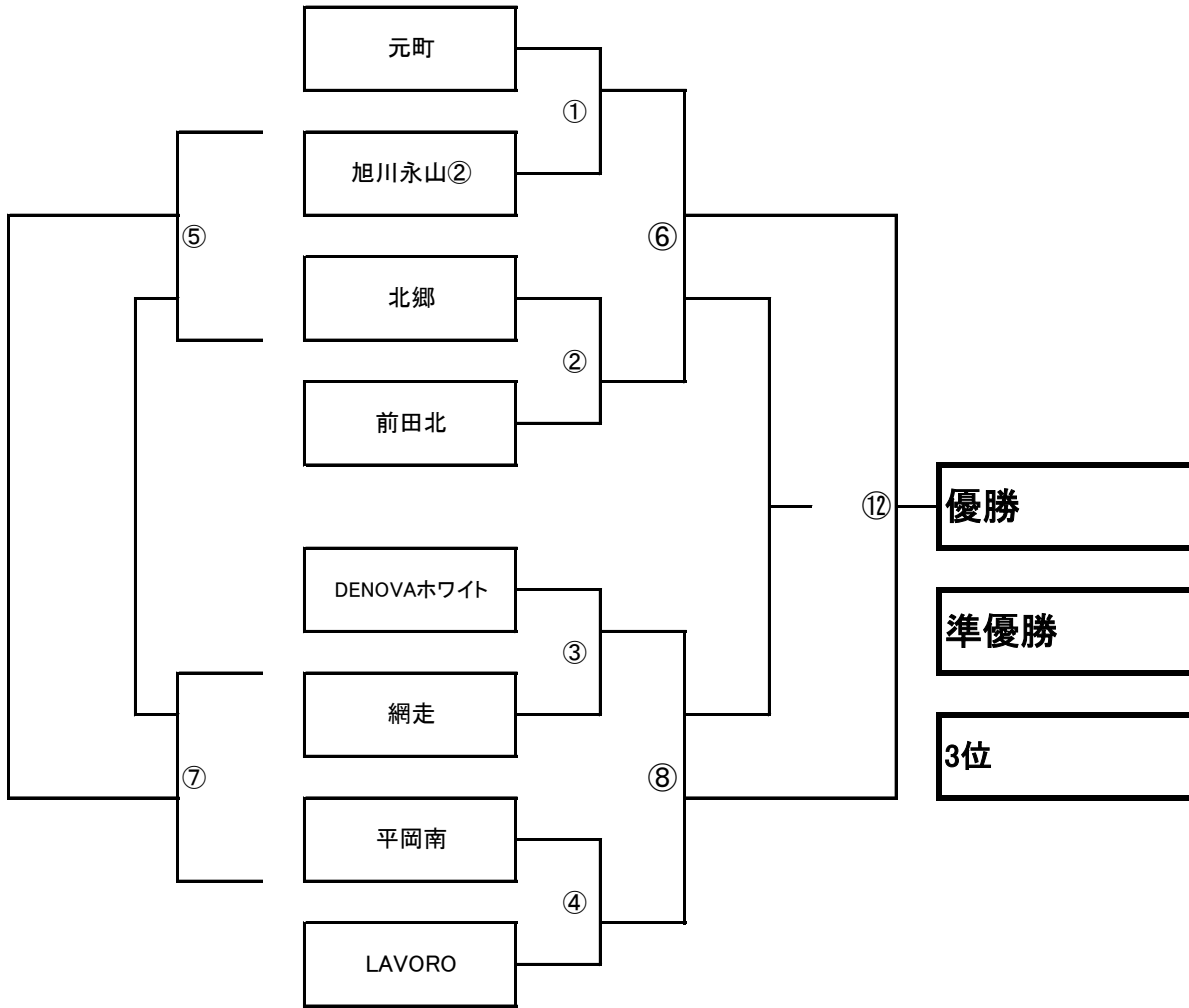 元町
①
旭川永山②
⑤
⑥
北郷
②
前田北
⑫
優勝
DENOVAホワイト
準優勝
③
網走
3位
⑦
⑧
平岡南
④
LAVORO